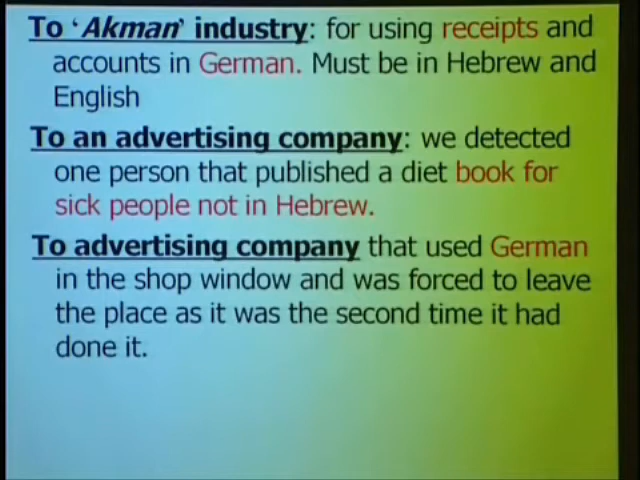 To 'Akman' industry: for using receipts and
accounts in German. Must be in Hebrew and
English
To an advertising company: we detected
one person that published a diet book for
sick people not in Hebrew.
To advertising company that used German
in the shop window and was forced to leave
the place as it was the second time it had
done it.